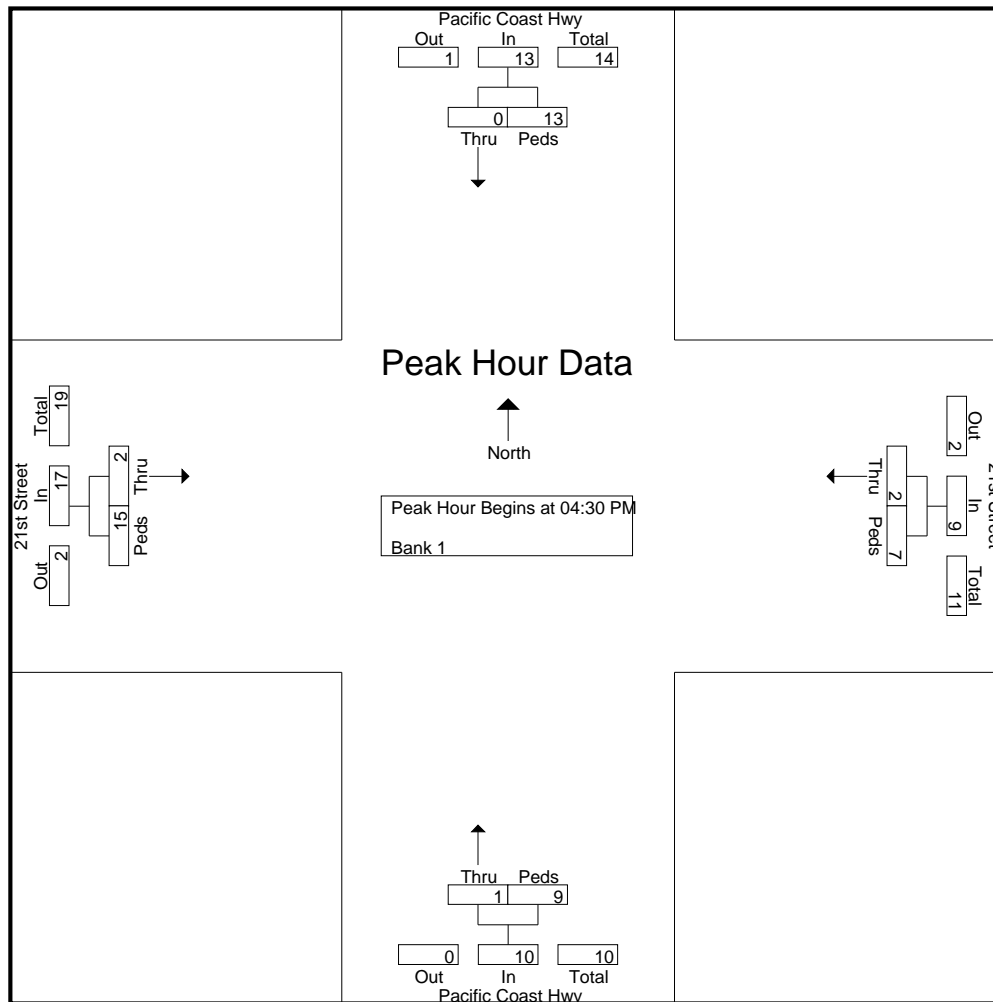 Pacific Coast Hwy
Out In Total
1 13 14
0 13
Thru Peds
Peak Hour Data
North
Peak Hour Begins at 04:30 PM
Bank 1
21st Street
Total In Out
19 17 2
2 15
Thru Peds
21st Street
Out In Total
2 9 11
2 7
Thru Peds
Thru Peds
1 9
0 10 10
Out In Total
Pacific Coast Hwy